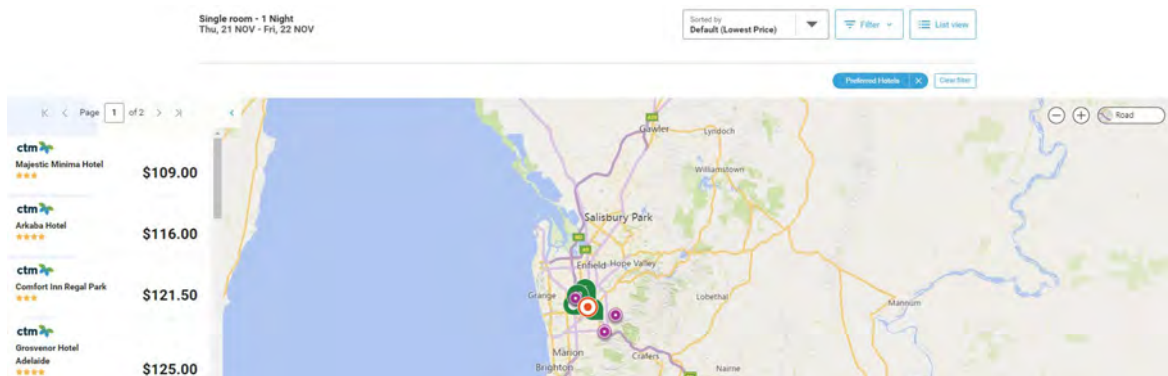 Single room - 1 Night
Thu, 21 NOV - Fri, 22 NOV
Sorted by
Default (Lowest Price)
Filter
List view
Preferred Hotels X
Clear filter
Page 1 of 2
ctm
Majestic Minima Hotel
$109.00
ctm
Arkaba Hotel
$116.00
ctm
Comfort Inn Regal Park
$121.50
ctm
Grosvenor Hotel
Adelaide
$125.00
Road
Gawler
Lyndoch
Williamstown
Salisbury Park
Enfield
Hope Valley
Grange
Lobethal
Mannum
Marion
Crafers
Brighton
Nairne